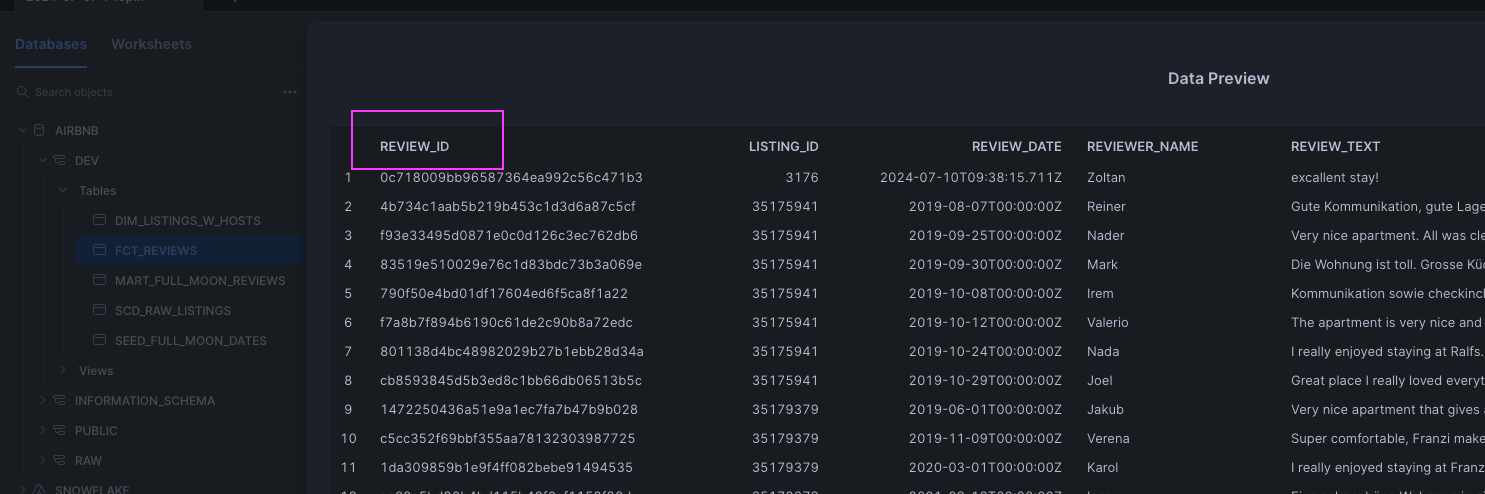 Databases Worksheets
Search objects
Data Preview
AIRBNB
DEV
Tables
DIM_LISTINGS_W_HOSTS
FCT_REVIEWS
MART_FULL_MOON_REVIEWS
SCD_RAW_LISTINGS
SEED_FULL_MOON_DATES
Views
INFORMATION_SCHEMA
PUBLIC
RAW
SNOWFLAKE
REVIEW_ID LISTING_ID REVIEW_DATE REVIEWER_NAME REVIEW_TEXT
1 0c718009bb96587364ea992c56c471b3 3176 2024-07-10T09:38:15.711Z Zoltan excallent stay!
2 4b734c1aab5b219b453c1d3d6a87c5cf 35175941 2019-08-07T00:00:00Z Reiner Gute Kommunikation, gute Lage
3 f93e33495d0871e0c0d126c3ec762db6 35175941 2019-09-25T00:00:00Z Nader Very nice apartment. All was cle
4 83519e510029e76c1d83bdc73b3a069e 35175941 2019-09-30T00:00:00Z Mark Die Wohnung ist toll. Grosse Küc
5 790f50e4bd01df17604ed6f5ca8f1a22 35175941 2019-10-08T00:00:00Z Irem Kommunikation sowie checkinch
6 f7a8b7f894b6190c61de2c90b8a72edc 35175941 2019-10-12T00:00:00Z Valerio The apartment is very nice and
7 801138d4bc48982029b27b1ebb28d34a 35175941 2019-10-24T00:00:00Z Nada I really enjoyed staying at Ralfs.
8 cb8593845d5b3ed8c1bb66db06513b5c 35175941 2019-10-29T00:00:00Z Joel Great place I really loved everyt
9 1472250436a51e9a1ec7fa7b47b9b028 35179379 2019-06-01T00:00:00Z Jakub Very nice apartment that gives a
10 c5cc352f69bbf355aa78132303987725 35179379 2019-11-09T00:00:00Z Verena Super comfortable, Franzi make
11 1da309859b1e9f4ff082bebe91494535 35179379 2020-03-01T00:00:00Z Karol I really enjoyed staying at Franz